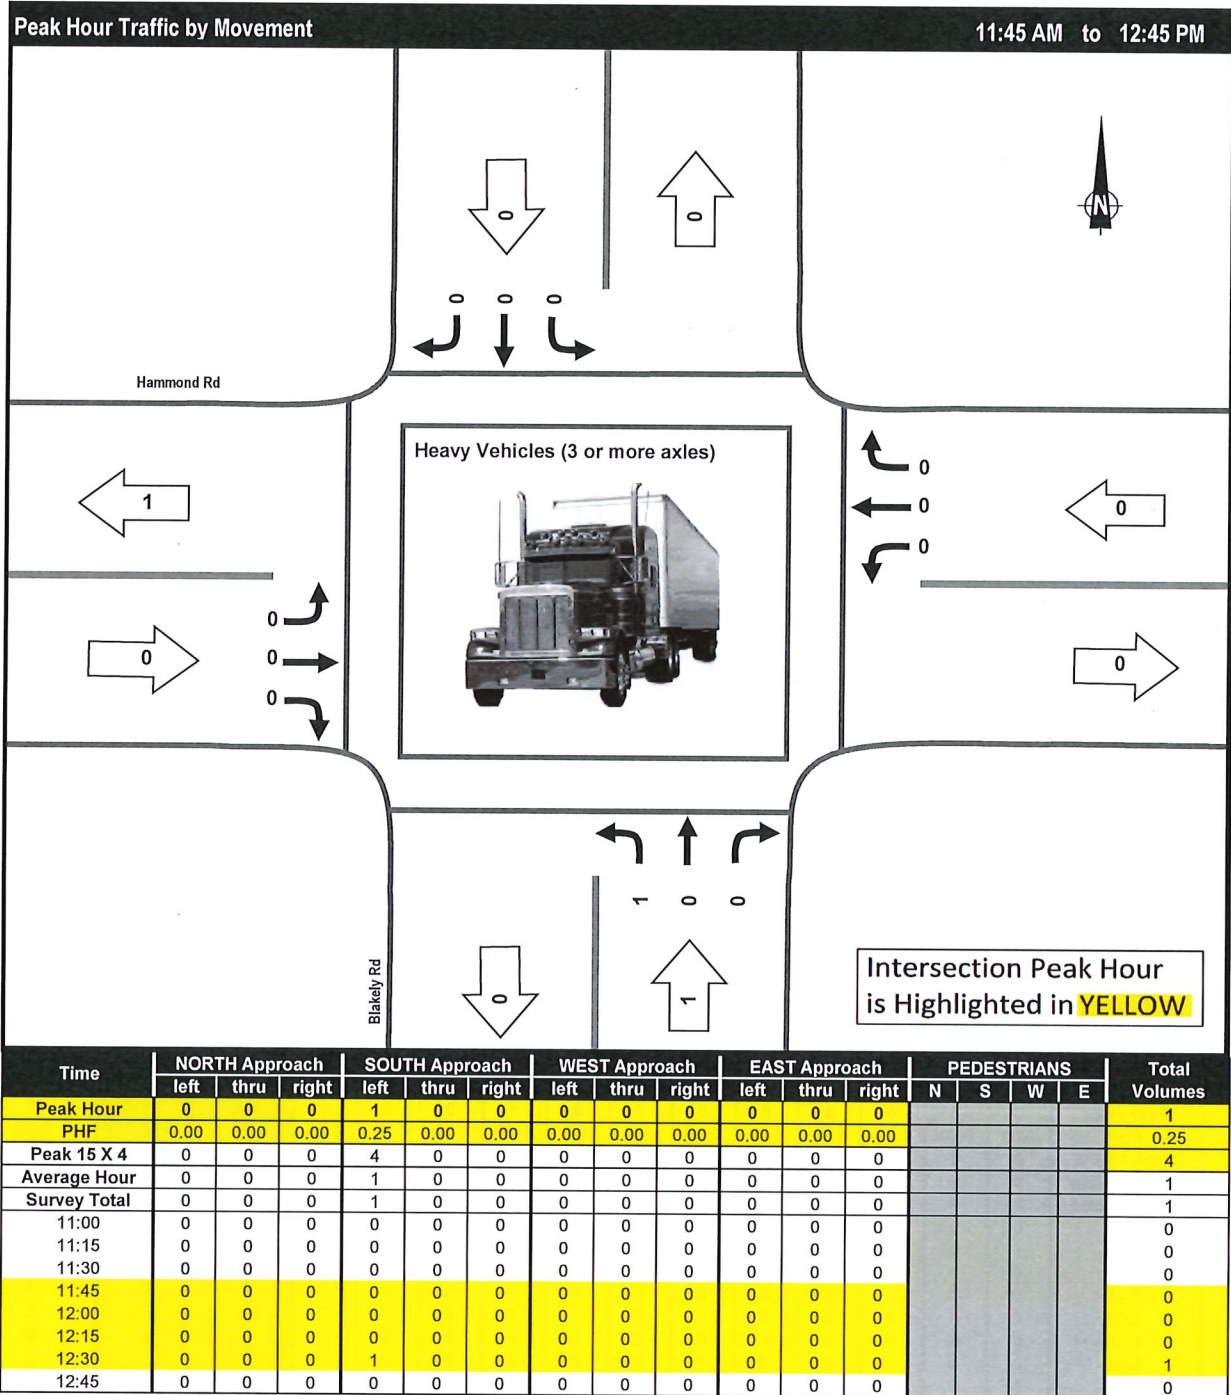 Peak Hour Traffic by Movement 11:45 AM to 12:45 PM
0 0
N
0 0 0
Hammond Rd
Heavy Vehicles (3 or more axles)
0
1 0 0
0
0
0 0 0
0
1 0 0
Blakely Rd
0 1
Intersection Peak Hour
is Highlighted in YELLOW
Time NORTH Approach SOUTH Approach WEST Approach EAST Approach PEDESTRIANS Total
left thru right left thru right left thru right left thru right N S W E Volumes
Peak Hour 0 0 0 1 0 0 0 0 0 0 0 0 1
PHF 0.00 0.00 0.00 0.25 0.00 0.00 0.00 0.00 0.00 0.00 0.00 0.00 0.25
Peak 15 X 4 0 0 0 4 0 0 0 0 0 0 0 0 4
Average Hour 0 0 0 1 0 0 0 0 0 0 0 0 1
Survey Total 0 0 0 1 0 0 0 0 0 0 0 0 1
11:00 0 0 0 0 0 0 0 0 0 0 0 0 0
11:15 0 0 0 0 0 0 0 0 0 0 0 0 0
11:30 0 0 0 0 0 0 0 0 0 0 0 0 0
11:45 0 0 0 0 0 0 0 0 0 0 0 0 0
12:00 0 0 0 0 0 0 0 0 0 0 0 0 0
12:15 0 0 0 0 0 0 0 0 0 0 0 0 0
12:30 0 0 0 1 0 0 0 0 0 0 0 0 1
12:45 0 0 0 0 0 0 0 0 0 0 0 0 0